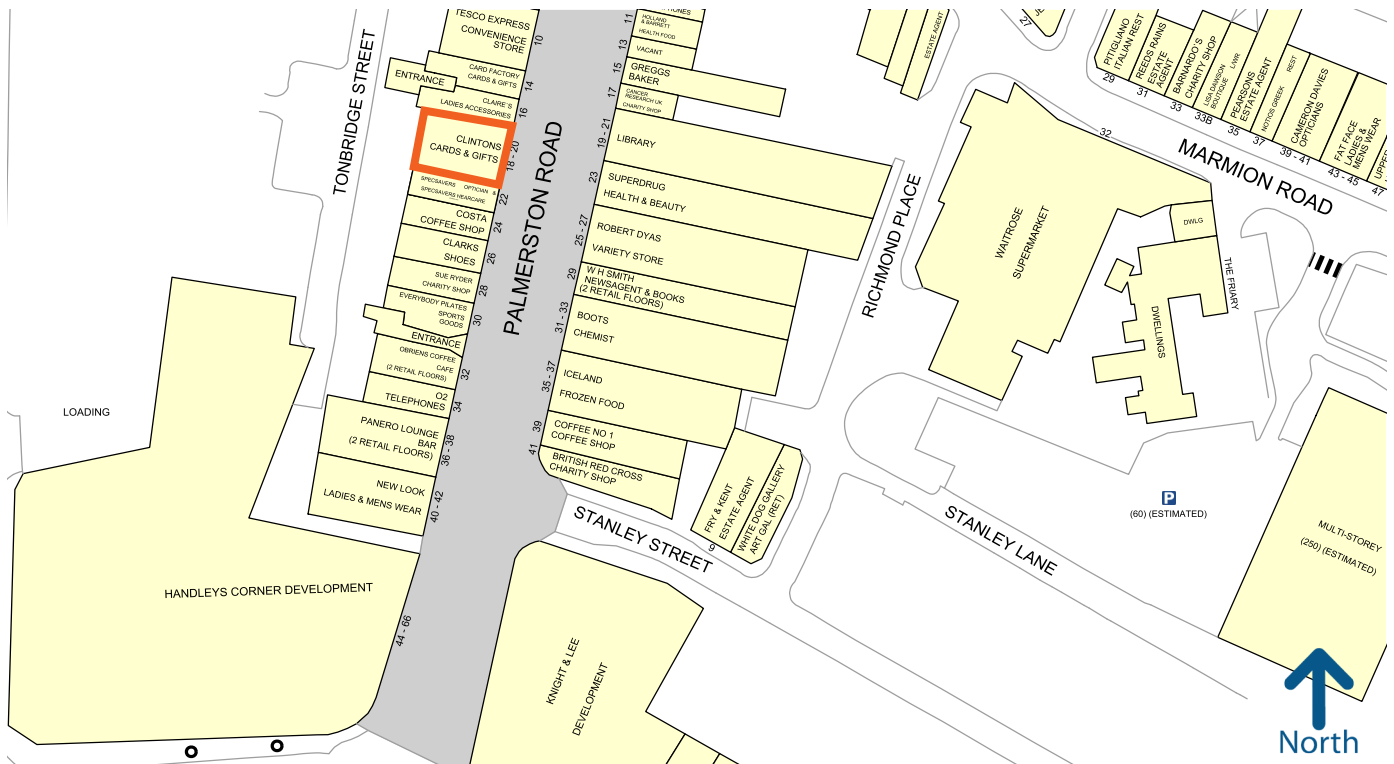 TESCO EXPRESS
CONVENIENCE
STORE
10
CARD FACTORY
CARDS & GIFTS
14
ENTRANCE
CLAIRE'S
LADIES ACCESSORIES
16
CLINTONS
CARDS & GIFTS
18 - 20
SPECSAVERS OPTICIAN &
SPECSAVERS HEARCARE
22
COSTA
COFFEE SHOP
24
CLARKS
SHOES
26
SUE RYDER
CHARITY SHOP
28
EVERYBODY PILATES
SPORTS
GOODS
30
ENTRANCE
OBRIENS COFFEE
CAFE
(2 RETAIL FLOORS)
32
O2
TELEPHONES
34
PANERO LOUNGE
BAR
(2 RETAIL FLOORS)
36 - 38
NEW LOOK
LADIES & MENS WEAR
40 - 42
HANDLEYS CORNER DEVELOPMENT
44 - 66
LOADING
TONBRIDGE STREET
PALMERSTON ROAD
11
HOLLAND
& BARRETT
HEALTH FOOD
13
VACANT
15
GREGGS
BAKER
17
CANCER
RESEARCH UK
CHARITY SHOP
19 - 21
LIBRARY
23
SUPERDRUG
HEALTH & BEAUTY
25 - 27
ROBERT DYAS
VARIETY STORE
29
W H SMITH
NEWSAGENT & BOOKS
(2 RETAIL FLOORS)
31 - 33
BOOTS
CHEMIST
35 - 37
ICELAND
FROZEN FOOD
39
COFFEE NO 1
COFFEE SHOP
41
BRITISH RED CROSS
CHARITY SHOP
STANLEY STREET
FRY & KENT
ESTATE AGENT
9
WHITE DOG GALLERY
ART GAL (RET)
KNIGHT & LEE
DEVELOPMENT
RICHMOND PLACE
ESTATE AGENT
27
PITIGLIANO
ITALIAN REST
29
REEDS RAINS
ESTATE
AGENT
31
BARNARDO'S
CHARITY SHOP
33
LISA DAWSON L/WR
BOUTIQUE
33B
PEARSONS
ESTATE AGENT
35
NOTIOS GREEK REST
37
CAMERON DAVIES
OPTICIANS
39 - 41
FAT FACE
LADIES &
MENS WEAR
43 - 45
47
MARMION ROAD
32
WAITROSE
SUPERMARKET
DWLG
THE FRIARY
DWELLINGS
STANLEY LANE
P
(60) (ESTIMATED)
MULTI-STOREY
(250) (ESTIMATED)
North